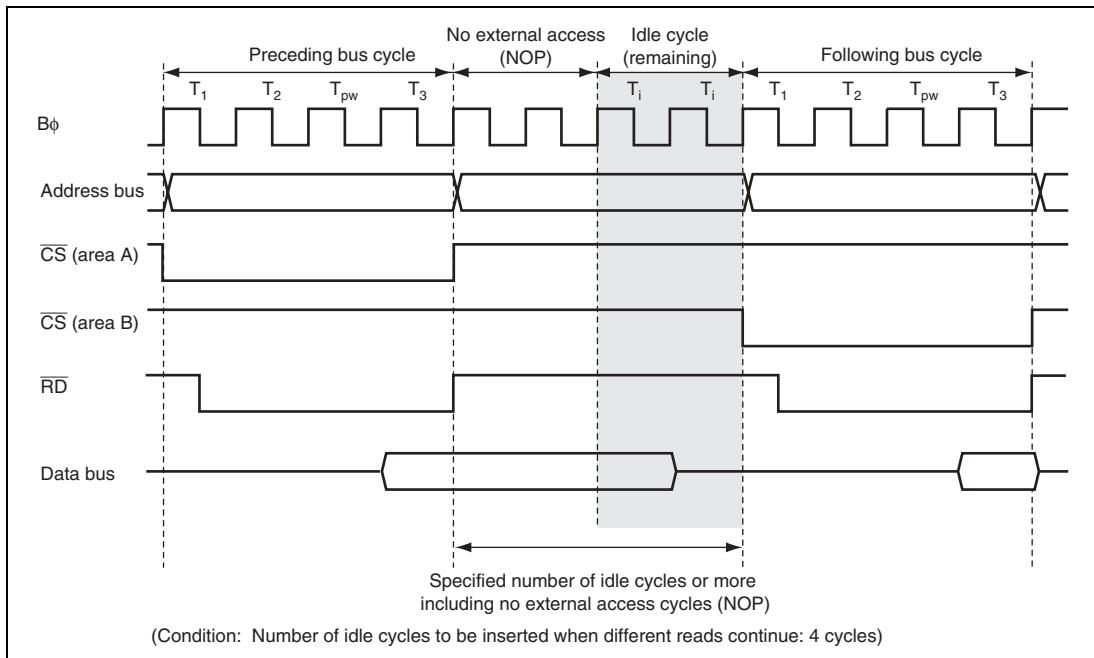 No external access Idle cycle
Preceding bus cycle (NOP) (remaining) Following bus cycle
T1 T2 Tpw T3 Ti Ti T1 T2 Tpw T3
Bφ
Address bus
CS (area A)
CS (area B)
RD
Data bus
Specified number of idle cycles or more
including no external access cycles (NOP)
(Condition: Number of idle cycles to be inserted when different reads continue: 4 cycles)